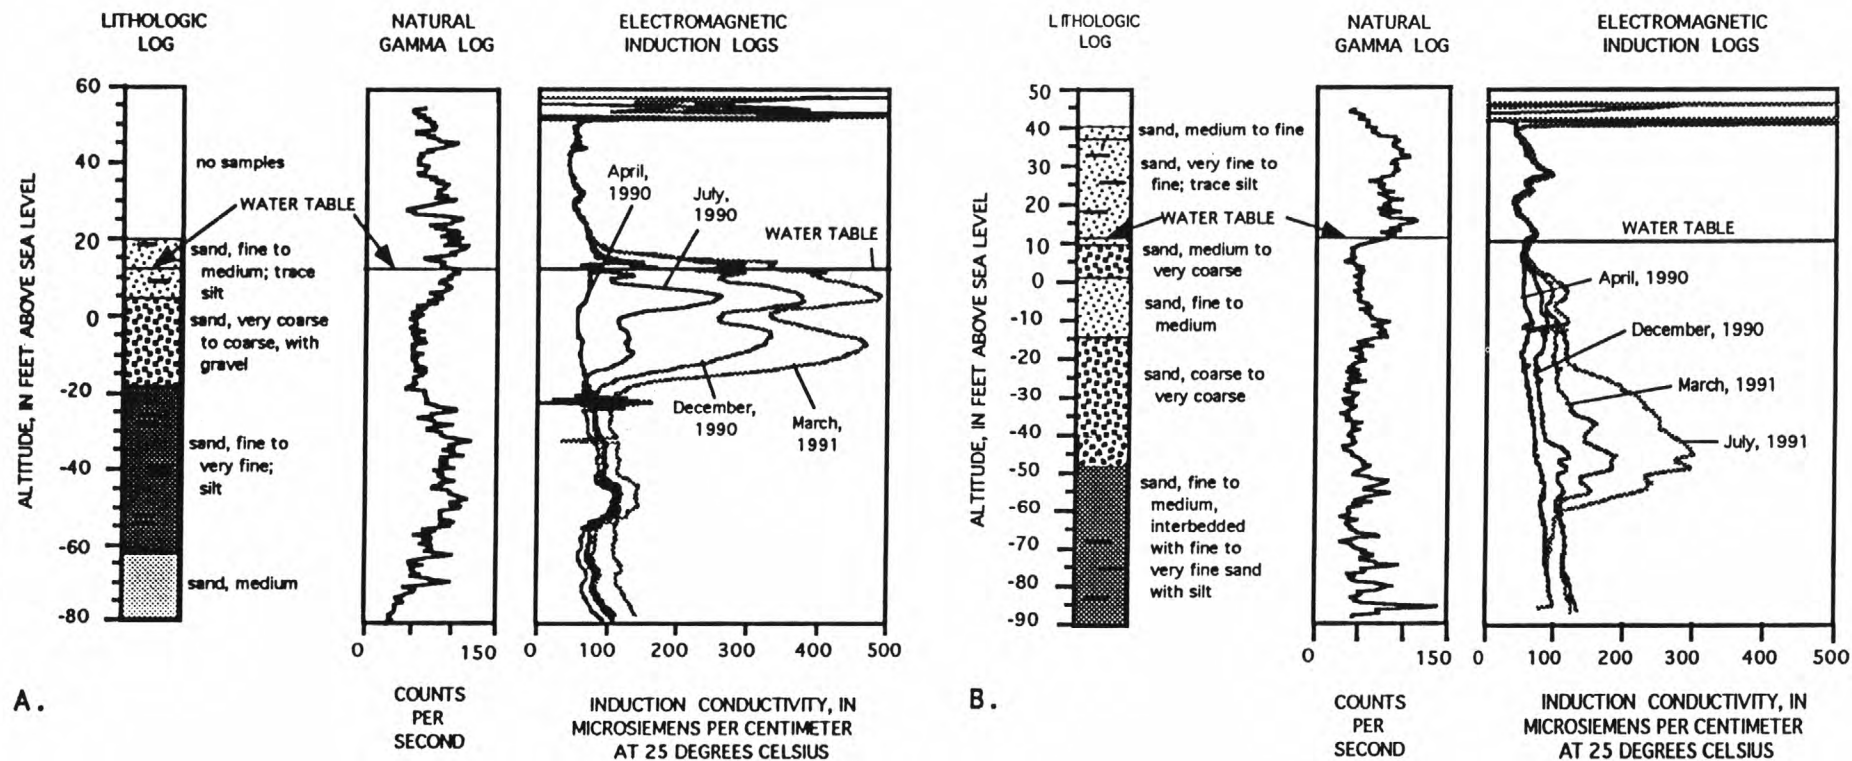 LITHOLOGIC
LOG
NATURAL
GAMMA LOG
ELECTROMAGNETIC
INDUCTION LOGS
ALTITUDE, IN FEET ABOVE SEA LEVEL
60
40
20
0
-20
-40
-60
-80
no samples
WATER TABLE
sand, fine to
medium; trace
silt
sand, very coarse
to coarse, with
gravel
sand, fine to
very fine;
silt
sand, medium
April,
1990
July,
1990
WATER TABLE
December,
1990
March,
1991
0 150
0 100 200 300 400 500
COUNTS
PER
SECOND
INDUCTION CONDUCTIVITY, IN
MICROSIEMENS PER CENTIMETER
AT 25 DEGREES CELSIUS
A.
LITHOLOGIC
LOG
NATURAL
GAMMA LOG
ELECTROMAGNETIC
INDUCTION LOGS
ALTITUDE, IN FEET ABOVE SEA LEVEL
50
40
30
20
10
0
-10
-20
-30
-40
-50
-60
-70
-80
-90
sand, medium to fine
sand, very fine to
fine; trace silt
WATER TABLE
sand, medium to
very coarse
sand, fine to
medium
sand, coarse to
very coarse
sand, fine to
medium,
interbedded
with fine to
very fine sand
with silt
WATER TABLE
April, 1990
December, 1990
March, 1991
July, 1991
0 150
0 100 200 300 400 500
COUNTS
PER
SECOND
INDUCTION CONDUCTIVITY, IN
MICROSIEMENS PER CENTIMETER
AT 25 DEGREES CELSIUS
B.